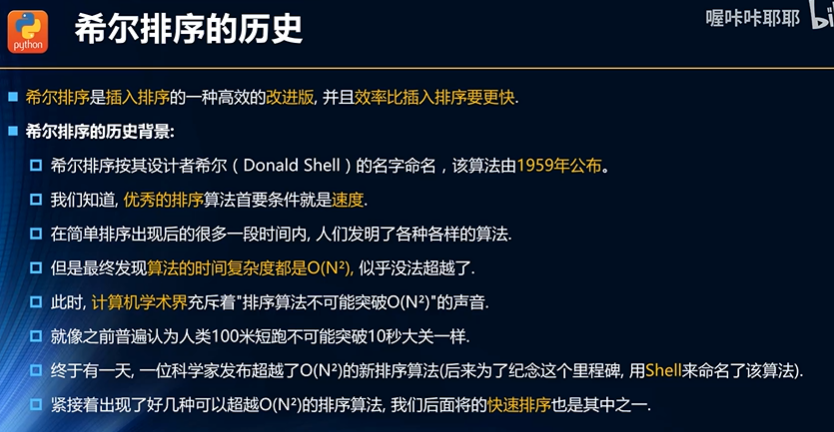 python
希尔排序的历史
喔咔咔耶耶
希尔排序是插入排序的一种高效的改进版, 并且效率比插入排序要更快.
希尔排序的历史背景:
希尔排序按其设计者希尔（Donald Shell）的名字命名，该算法由1959年公布。
我们知道, 优秀的排序算法首要条件就是速度.
在简单排序出现后的很多一段时间内, 人们发明了各种各样的算法.
但是最终发现算法的时间复杂度都是O(N²), 似乎没法超越了.
此时, 计算机学术界充斥着"排序算法不可能突破O(N²)"的声音.
就像之前普遍认为人类100米短跑不可能突破10秒大关一样.
终于有一天, 一位科学家发布超越了O(N²)的新排序算法(后来为了纪念这个里程碑, 用Shell来命名了该算法).
紧接着出现了好几种可以超越O(N²)的排序算法, 我们后面将的快速排序也是其中之一.